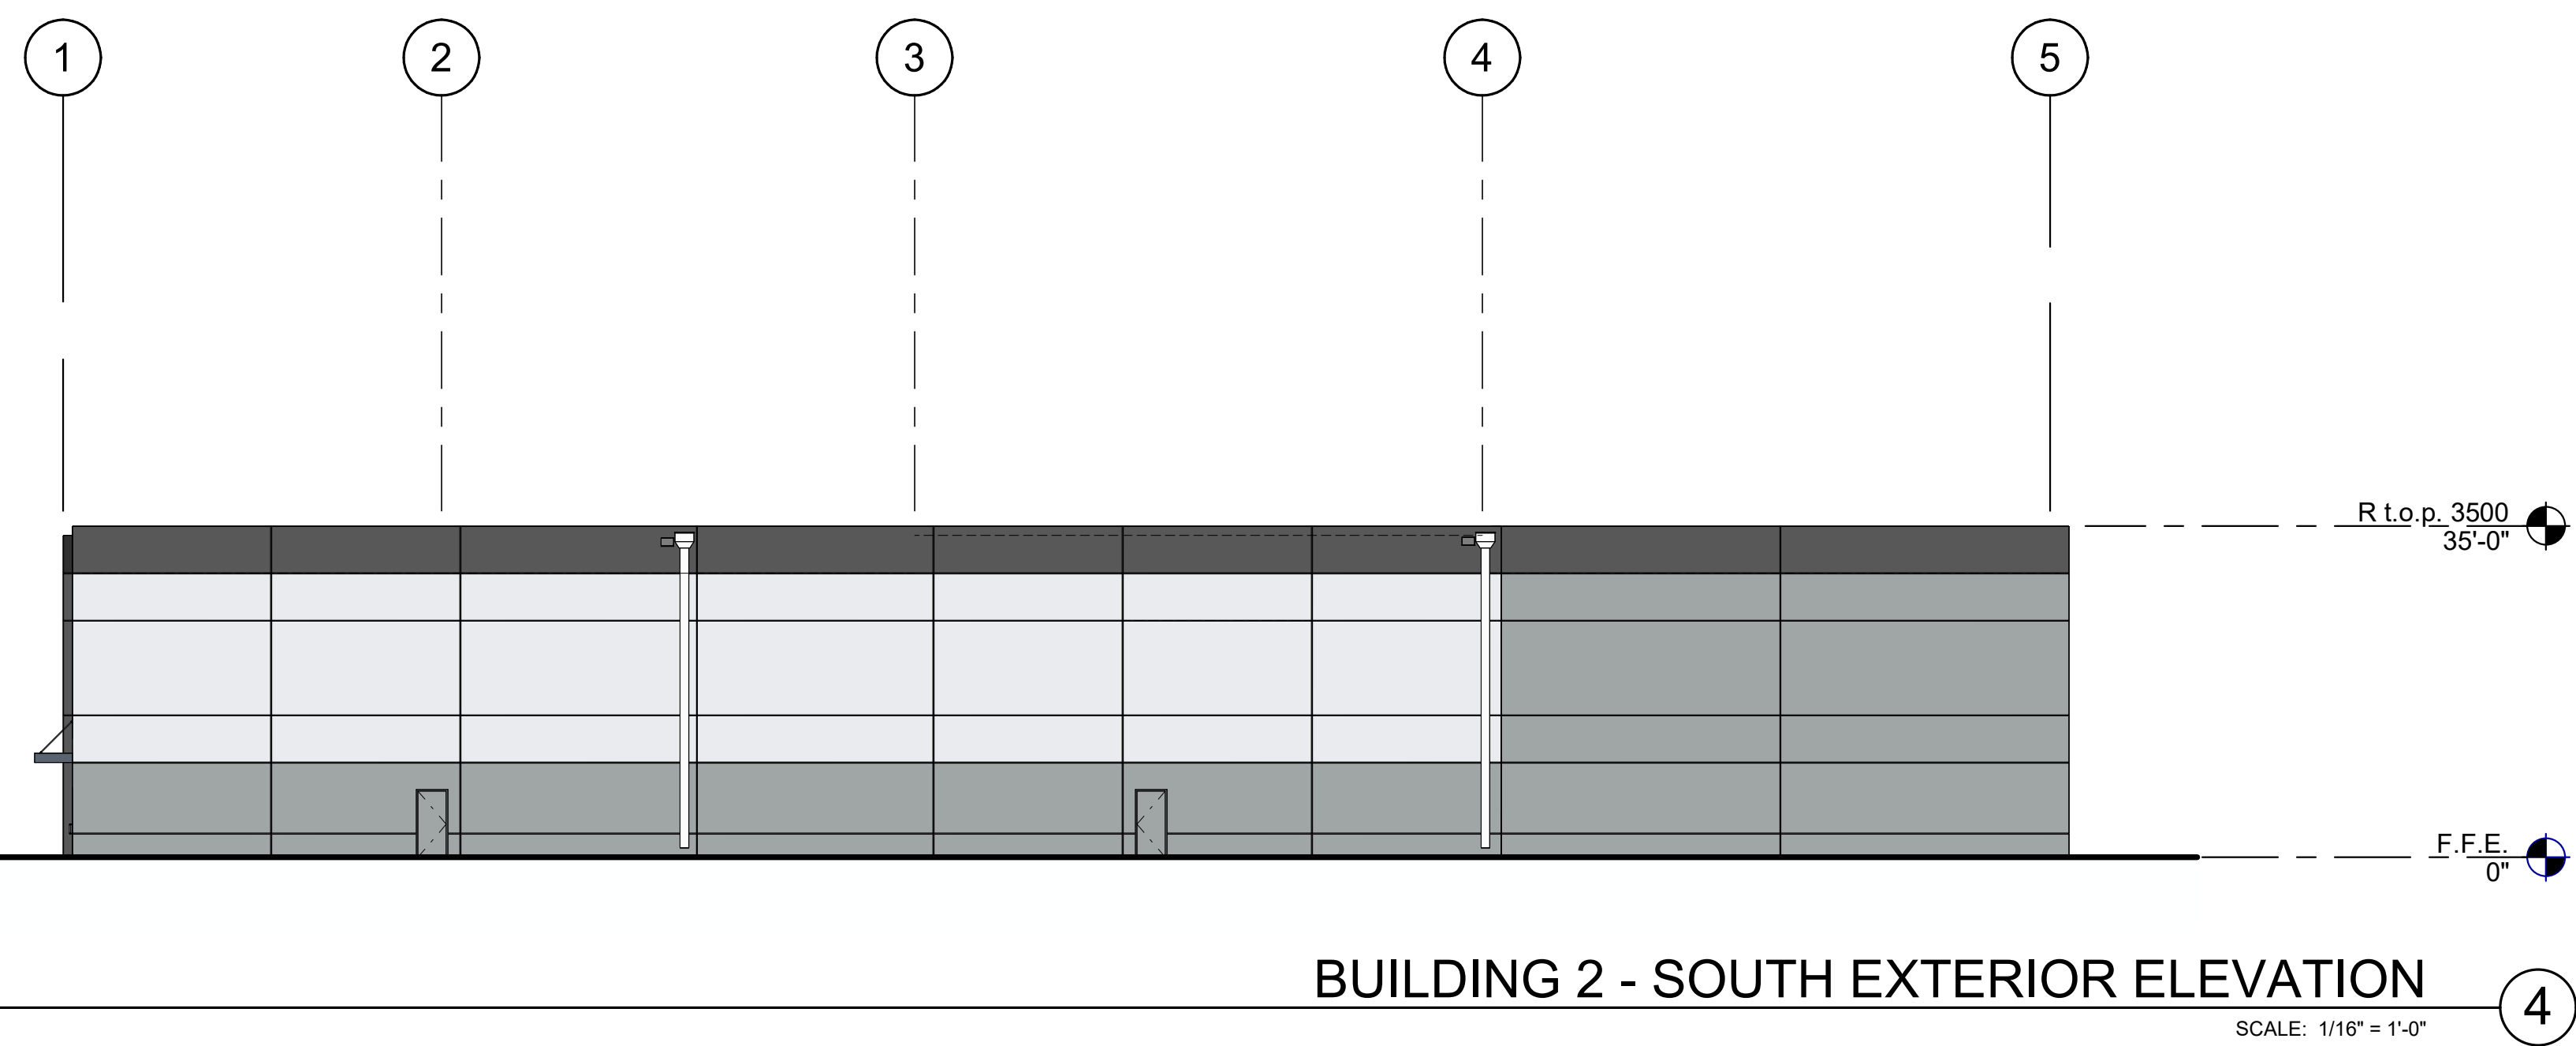 1 2 3 4 5
R t.o.p. 3500
35'-0"
F.F.E.
0"
BUILDING 2 - SOUTH EXTERIOR ELEVATION
4
SCALE: 1/16" = 1'-0"